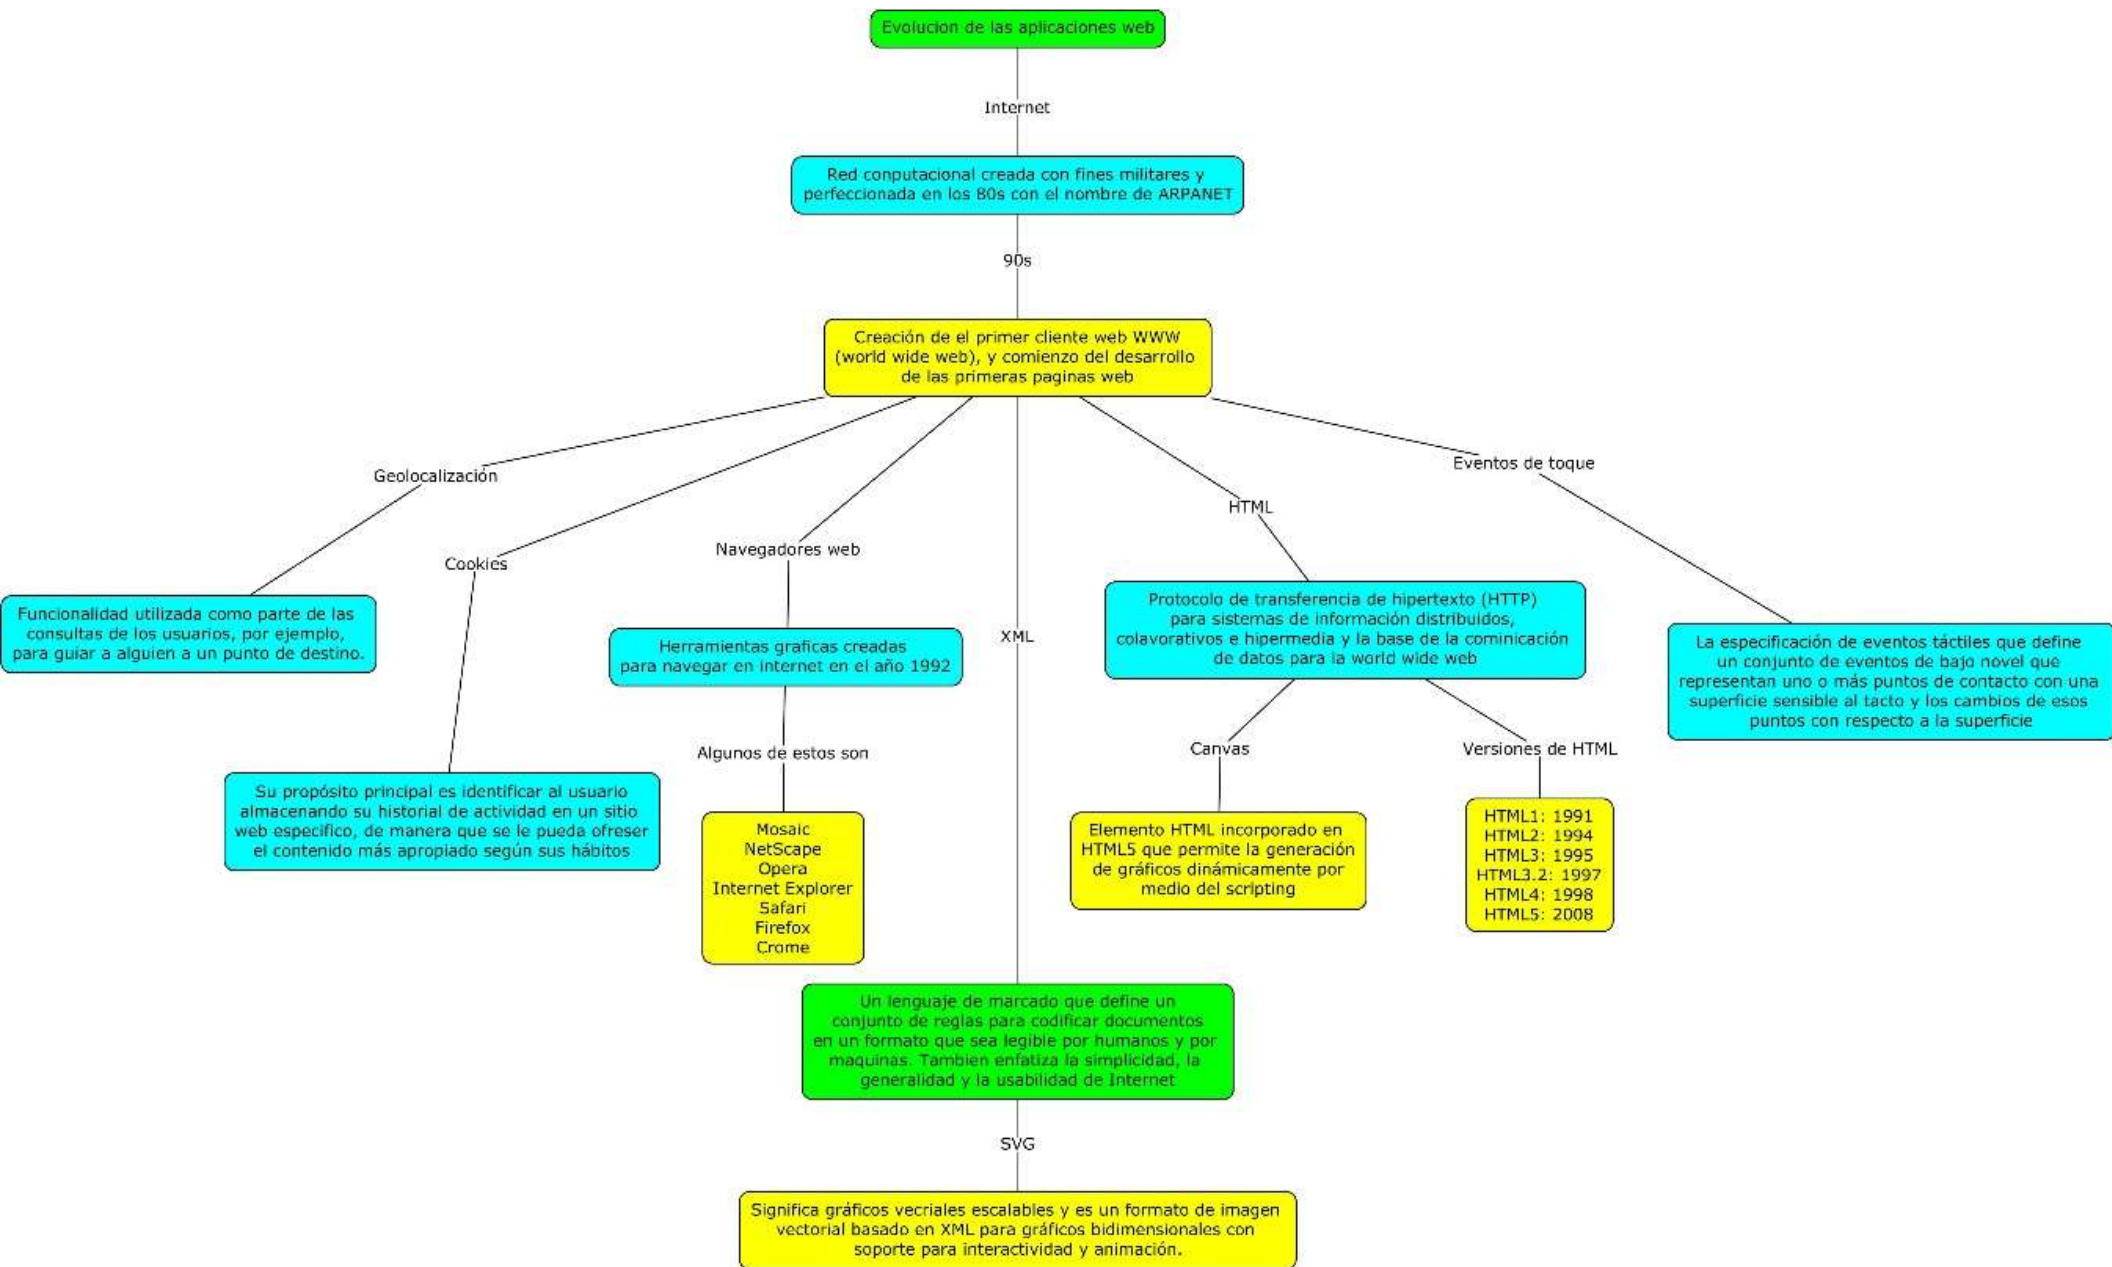 Evolucion de las aplicaciones web
Internet
Red conputacional creada con fines militares y
perfeccionada en los 80s con el nombre de ARPANET
90s
Creación de el primer cliente web WWW
(world wide web), y comienzo del desarrollo
de las primeras paginas web
Geolocalización
Funcionalidad utilizada como parte de las
consultas de los usuarios, por ejemplo,
para guiar a alguien a un punto de destino.
Cookies
Su propósito principal es identificar al usuario
almacenando su historial de actividad en un sitio
web especifico, de manera que se le pueda ofreser
el contenido más apropiado según sus hábitos
Navegadores web
Herramientas graficas creadas
para navegar en internet en el año 1992
Algunos de estos son
Mosaic
NetScape
Opera
Internet Explorer
Safari
Firefox
Crome
XML
Un lenguaje de marcado que define un
conjunto de reglas para codificar documentos
en un formato que sea legible por humanos y por
maquinas. Tambien enfatiza la simplicidad, la
generalidad y la usabilidad de Internet
SVG
Significa gráficos vecriales escalables y es un formato de imagen
vectorial basado en XML para gráficos bidimensionales con
soporte para interactividad y animación.
HTML
Protocolo de transferencia de hipertexto (HTTP)
para sistemas de información distribuidos,
colavorativos e hipermedia y la base de la cominicación
de datos para la world wide web
Canvas
Elemento HTML incorporado en
HTML5 que permite la generación
de gráficos dinámicamente por
medio del scripting
Versiones de HTML
HTML1: 1991
HTML2: 1994
HTML3: 1995
HTML3.2: 1997
HTML4: 1998
HTML5: 2008
Eventos de toque
La especificación de eventos táctiles que define
un conjunto de eventos de bajo novel que
representan uno o más puntos de contacto con una
superficie sensible al tacto y los cambios de esos
puntos con respecto a la superficie